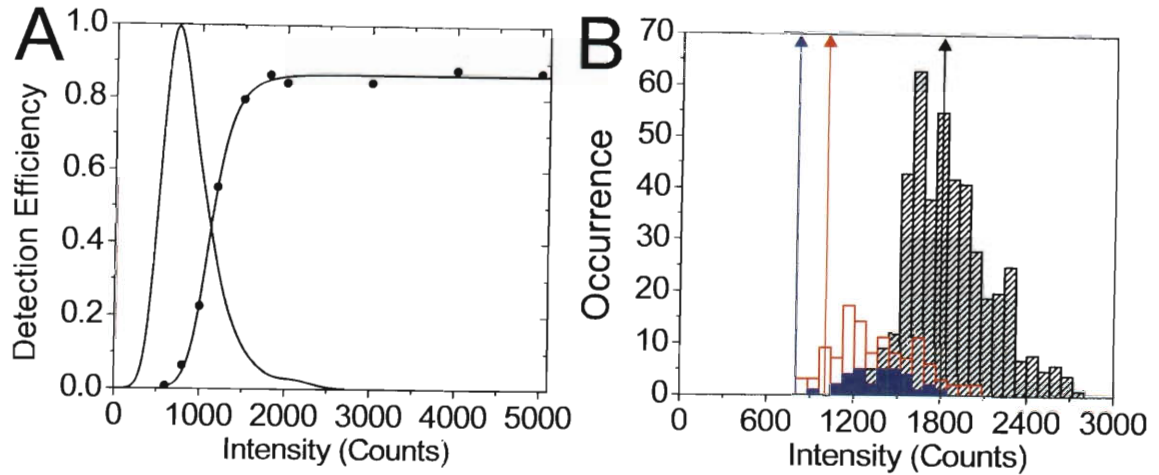 A
1.0
0.8
0.6
0.4
0.2
0.0
Detection Efficiency
0 1000 2000 3000 4000 5000
Intensity (Counts)
B
70
60
50
40
30
20
10
0
Occurrence
0 600 1200 1800 2400 3000
Intensity (Counts)